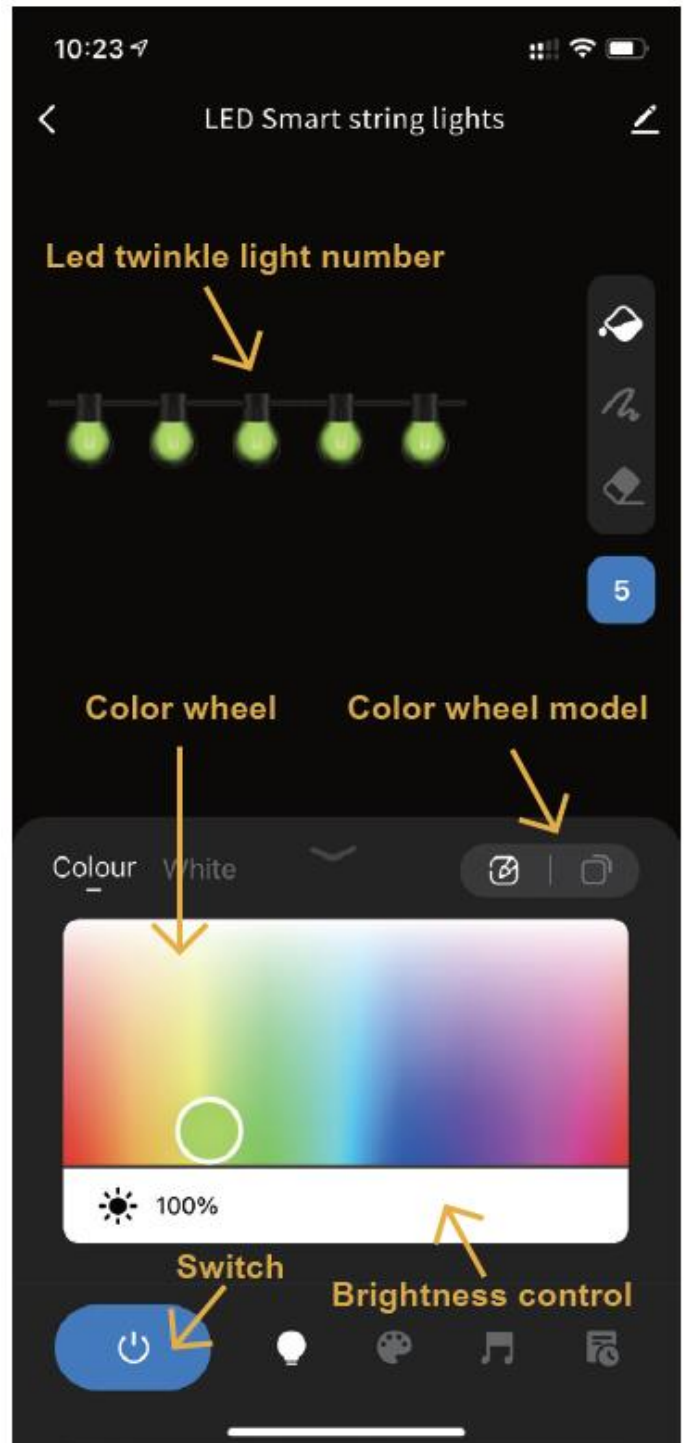 10:23
LED Smart string lights
Led twinkle light number
5
Color wheel
Color wheel model
Colour White
100%
Switch
Brightness control